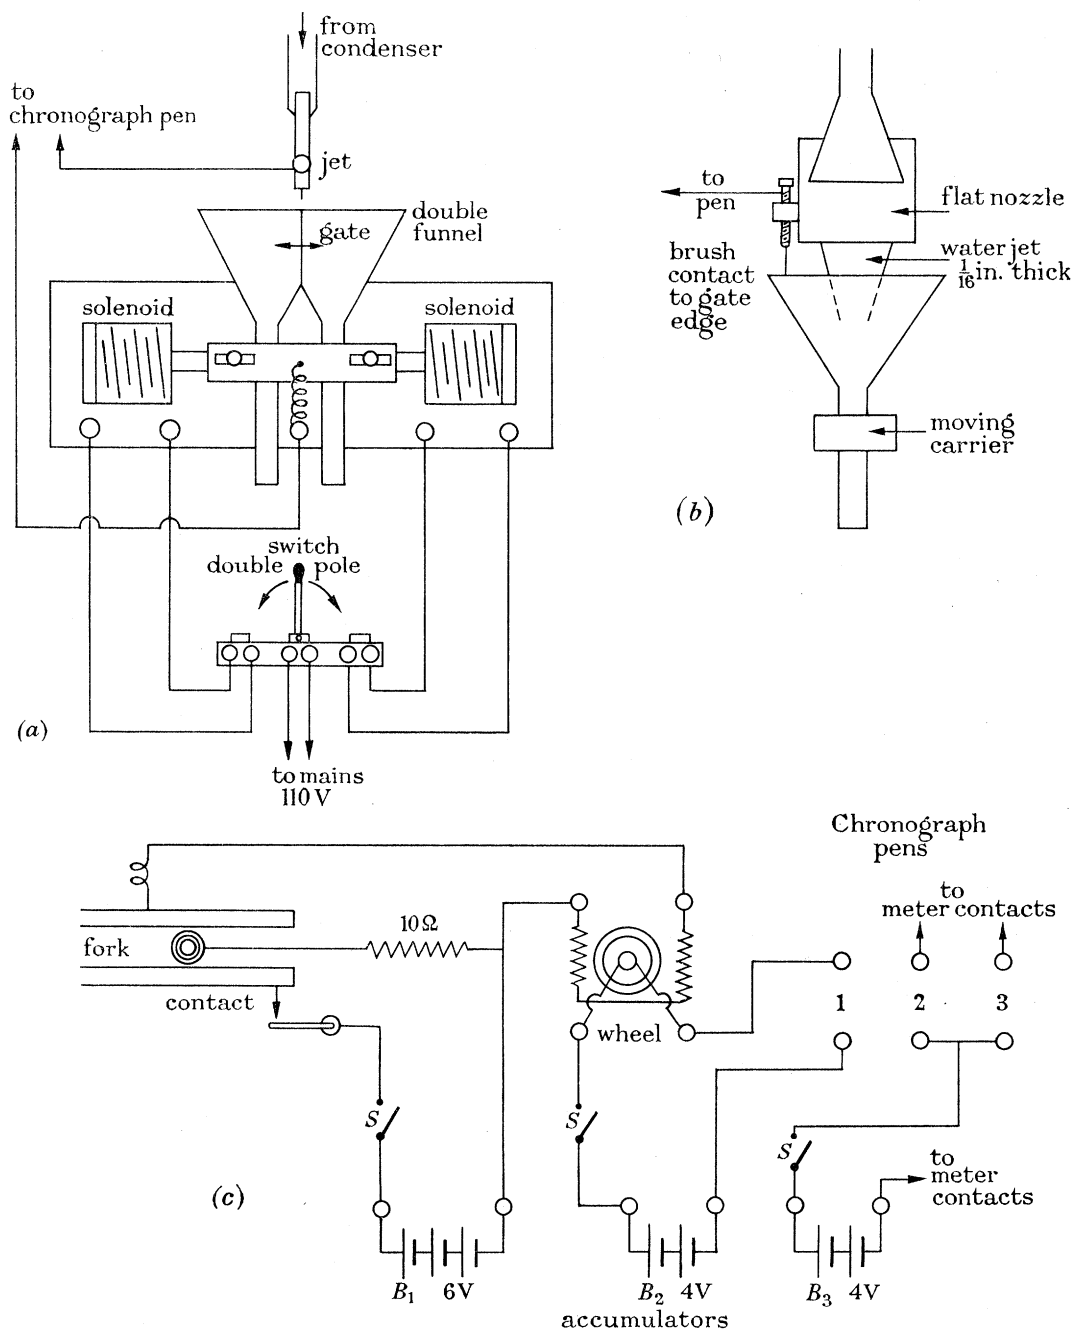 from
condenser
to
chronograph pen
jet
double
funnel
gate
solenoid
solenoid
switch
double pole
(a)
to mains
110 V
to
pen
flat nozzle
brush
contact
to gate
edge
water jet
1/16 in. thick
moving
carrier
(b)
Chronograph
pens
to
meter contacts
10 Ω
fork
contact
wheel
1 2 3
S
S
S
to
meter
contacts
(c)
B1 6V
B2 4V
B3 4V
accumulators